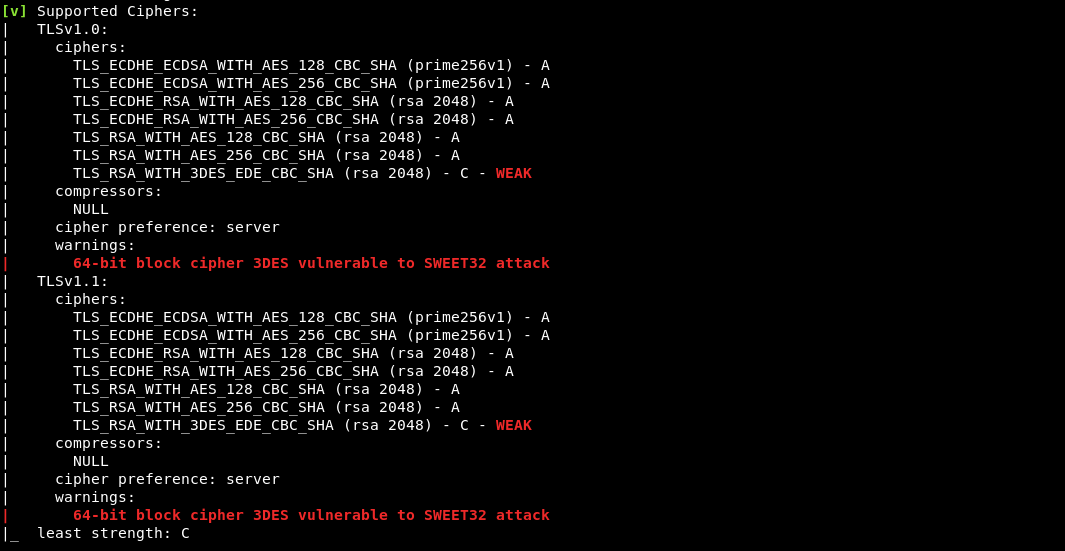 [v] Supported Ciphers:
|   TLSv1.0:
|     ciphers:
|       TLS_ECDHE_ECDSA_WITH_AES_128_CBC_SHA (prime256v1) - A
|       TLS_ECDHE_ECDSA_WITH_AES_256_CBC_SHA (prime256v1) - A
|       TLS_ECDHE_RSA_WITH_AES_128_CBC_SHA (rsa 2048) - A
|       TLS_ECDHE_RSA_WITH_AES_256_CBC_SHA (rsa 2048) - A
|       TLS_RSA_WITH_AES_128_CBC_SHA (rsa 2048) - A
|       TLS_RSA_WITH_AES_256_CBC_SHA (rsa 2048) - A
|       TLS_RSA_WITH_3DES_EDE_CBC_SHA (rsa 2048) - C - WEAK
|     compressors:
|       NULL
|     cipher preference: server
|     warnings:
|       64-bit block cipher 3DES vulnerable to SWEET32 attack
|   TLSv1.1:
|     ciphers:
|       TLS_ECDHE_ECDSA_WITH_AES_128_CBC_SHA (prime256v1) - A
|       TLS_ECDHE_ECDSA_WITH_AES_256_CBC_SHA (prime256v1) - A
|       TLS_ECDHE_RSA_WITH_AES_128_CBC_SHA (rsa 2048) - A
|       TLS_ECDHE_RSA_WITH_AES_256_CBC_SHA (rsa 2048) - A
|       TLS_RSA_WITH_AES_128_CBC_SHA (rsa 2048) - A
|       TLS_RSA_WITH_AES_256_CBC_SHA (rsa 2048) - A
|       TLS_RSA_WITH_3DES_EDE_CBC_SHA (rsa 2048) - C - WEAK
|     compressors:
|       NULL
|     cipher preference: server
|     warnings:
|       64-bit block cipher 3DES vulnerable to SWEET32 attack
|_  least strength: C